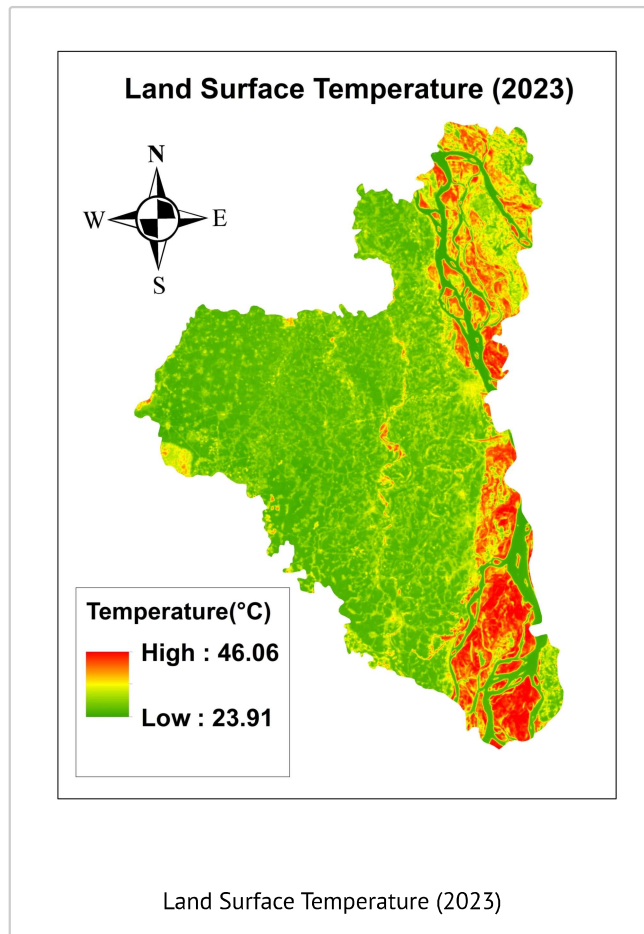 Land Surface Temperature (2023)
N
W
E
S
Temperature(°C)
High : 46.06
Low : 23.91
Land Surface Temperature (2023)